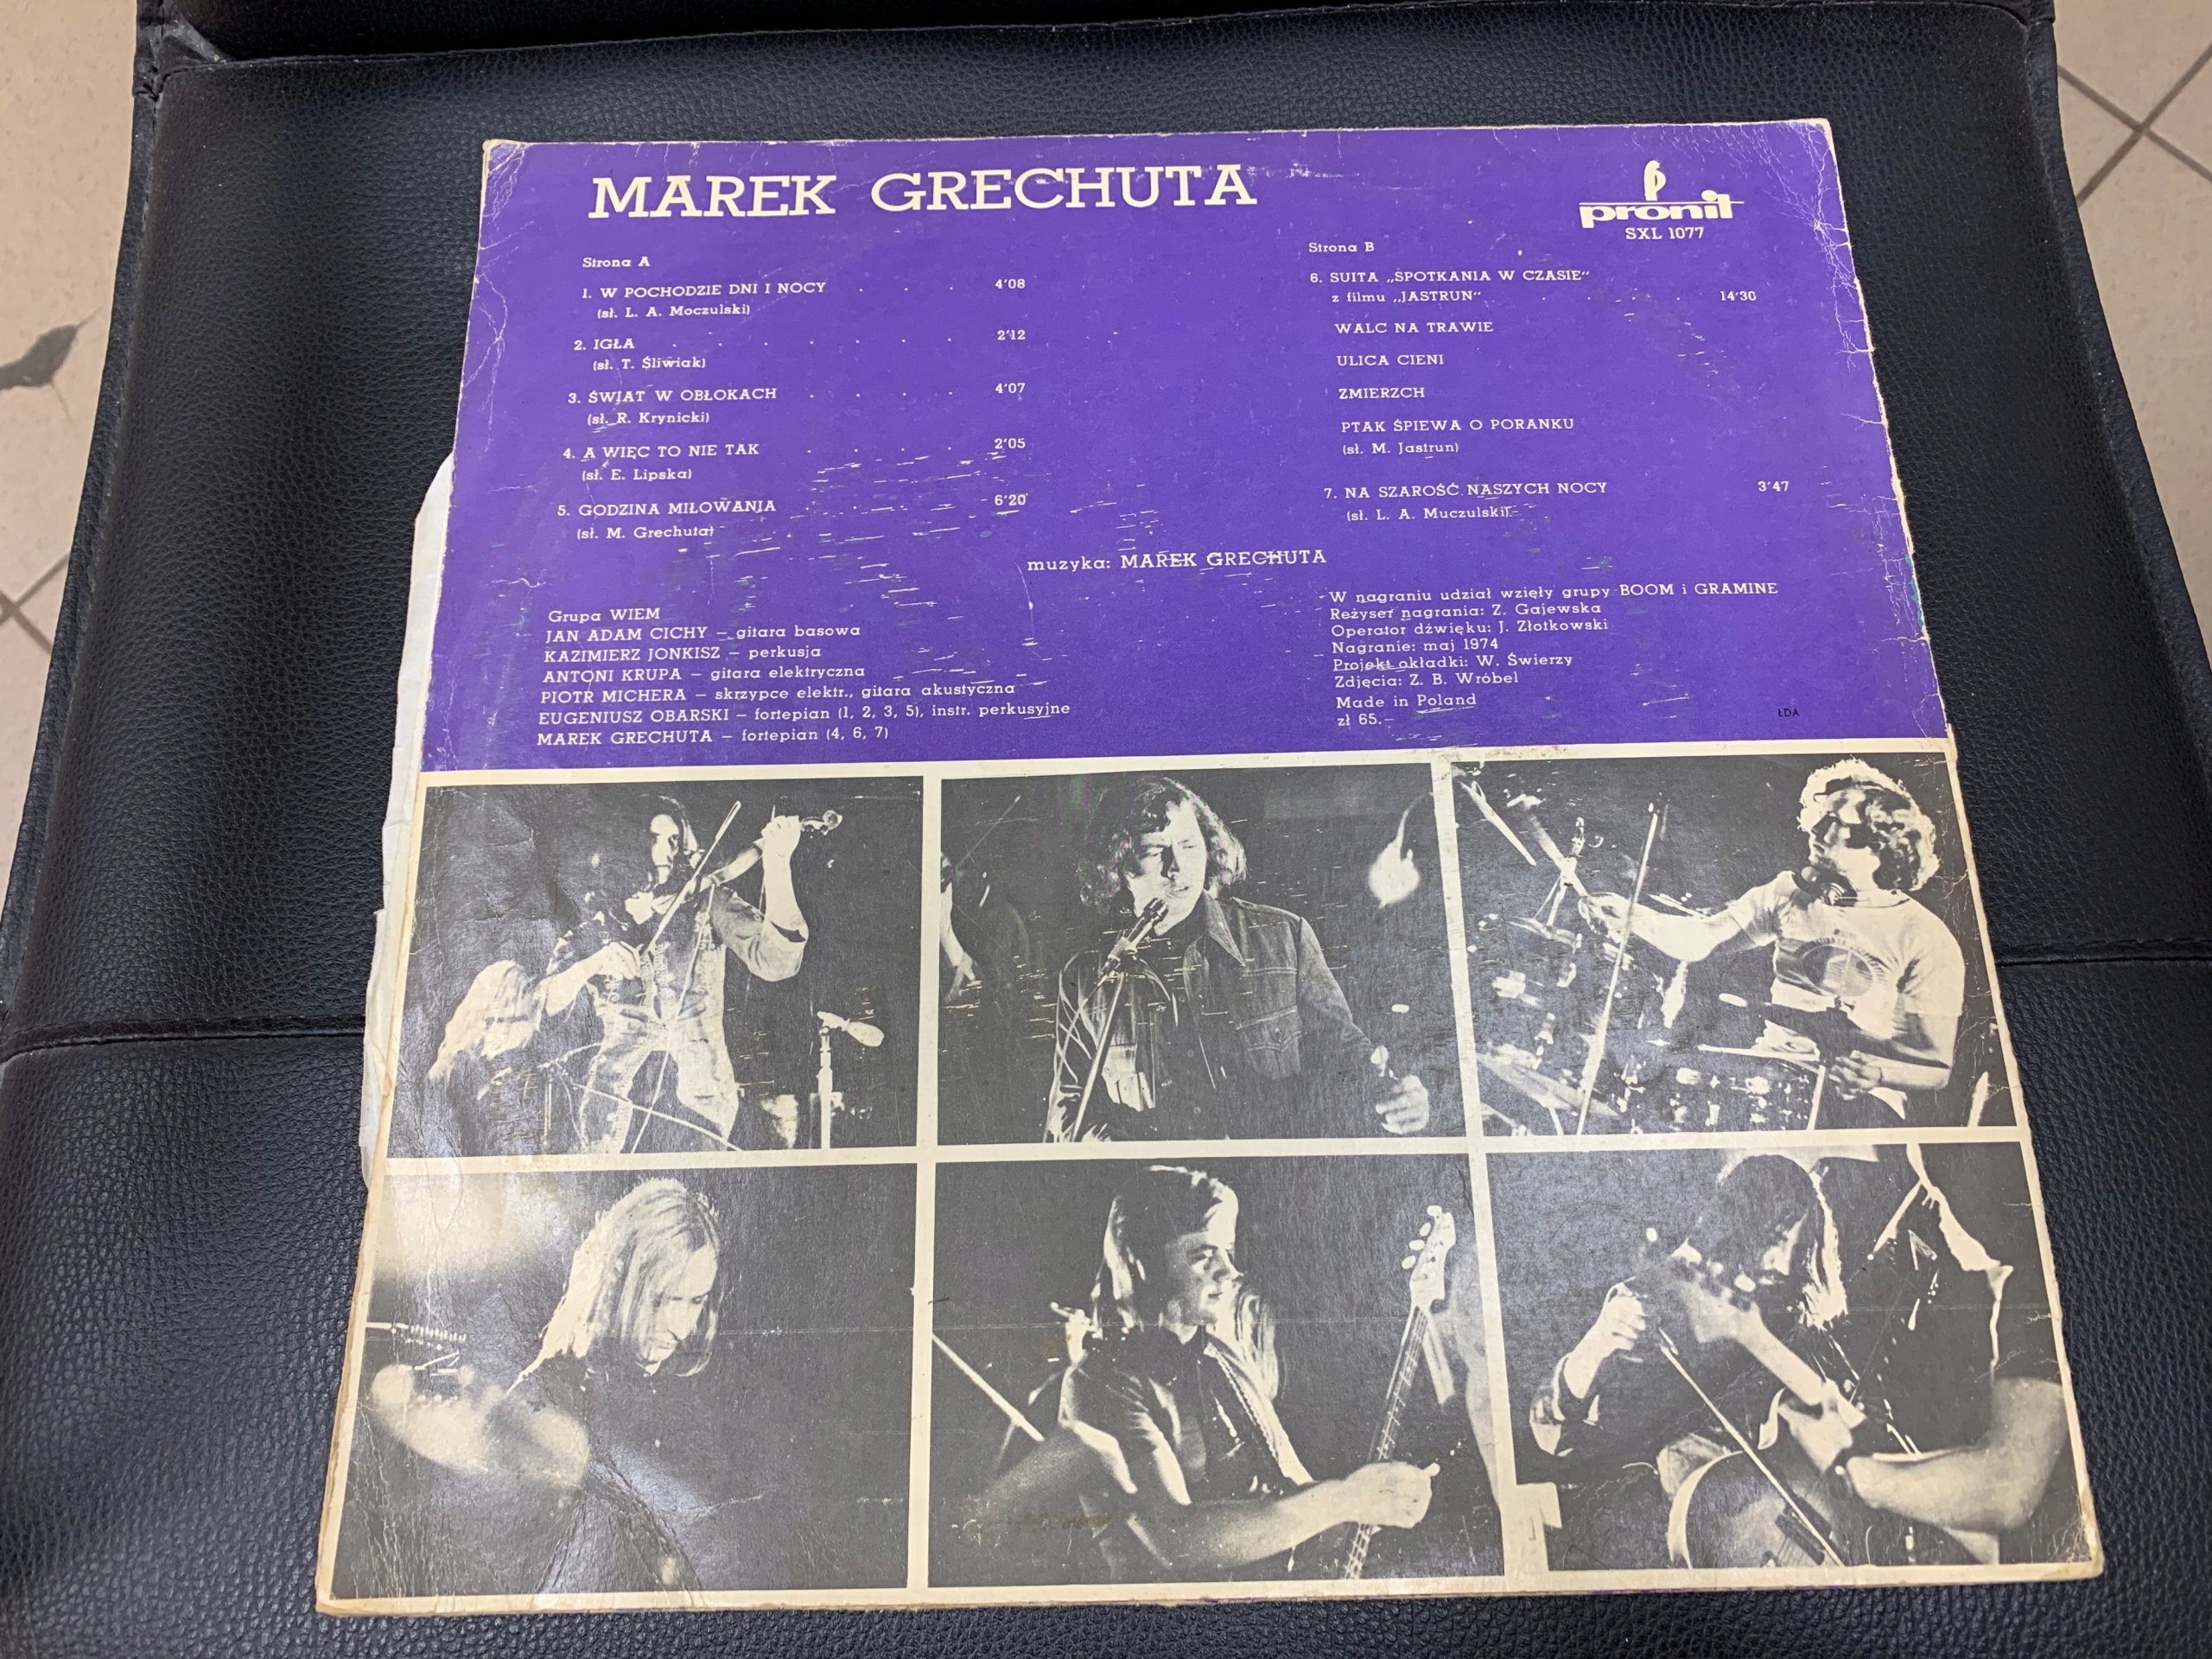 MAREK GRECHUTA
pronit
SXL 1077
Strona A
1. W POCHODZIE DNI I NOCY . . . 4'08
(sł. L. A. Moczulski)
2. IGŁA . . . . . . . 2'12
(sł. T. Śliwiak)
3. ŚWIAT W OBŁOKACH . . . . 4'07
(sł. R. Krynicki)
4. A WIĘC TO NIE TAK . . . . 2'05
(sł. E. Lipska)
5. GODZINA MIŁOWANIA . . . . 6'20
(sł. M. Grechuta)
Strona B
6. SUITA „SPOTKANIA W CZASIE"
z filmu „JASTRUN" . . . . 14'30
WALC NA TRAWIE
ULICA CIENI
ZMIERZCH
PTAK ŚPIEWA O PORANKU
(sł. M. Jastrun)
7. NA SZAROŚĆ NASZYCH NOCY 3'47
(sł. L. A. Muczulski)
muzyka: MAREK GRECHUTA
Grupa WIEM
JAN ADAM CICHY – gitara basowa
KAZIMIERZ JONKISZ – perkusja
ANTONI KRUPA – gitara elektryczna
PIOTR MICHERA – skrzypce elektr., gitara akustyczna
EUGENIUSZ OBARSKI – fortepian (1, 2, 3, 5), instr. perkusyjne
MAREK GRECHUTA – fortepian (4, 6, 7)
W nagraniu udział wzięły grupy BOOM i GRAMINE
Reżyser nagrania: Z. Gajewska
Operator dźwięku: J. Złotkowski
Nagranie: maj 1974
Projekt okładki: W. Świerzy
Zdjęcia: Z. B. Wróbel
Made in Poland
zł 65.–
ŁDA